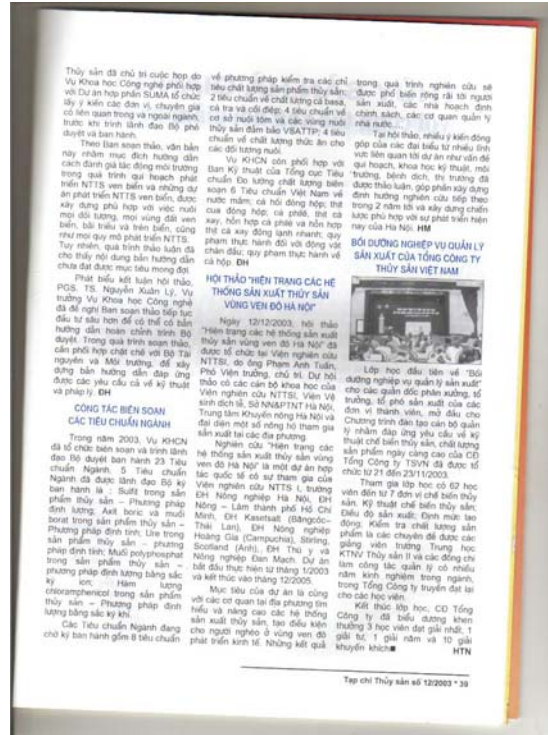 Thủy sản đã chủ trì cuộc họp do
Vụ Khoa học Công nghệ phối hợp
với Dự án hợp phần SUMA tổ chức
lấy ý kiến các đơn vị, chuyên gia
có liên quan trong và ngoài ngành,
trước khi trình lãnh đạo Bộ phê
duyệt và ban hành.
Theo Ban soạn thảo, văn bản
này nhằm mục đích hướng dẫn
cách đánh giá tác động môi trường
trong quá trình qui hoạch phát
triển NTTS ven biển và những dự
án phát triển NTTS ven biển, được
xây dựng phù hợp với việc nuôi
mọi đối tượng, mọi vùng đất ven
biển, bãi triều và trên biển, cũng
như mọi quy mô phát triển NTTS.
Tuy nhiên, quá trình thảo luận đã
cho thấy nội dung bản hướng dẫn
chưa đạt được mục tiêu mong đợi.
Phát biểu kết luận hội thảo,
PGS. TS. Nguyễn Xuân Lý, Vụ
trưởng Vụ Khoa học Công nghệ
đã đề nghị Ban soạn thảo tiếp tục
đầu tư sâu hơn để có thể có bản
hướng dẫn hoàn chỉnh trình Bộ
duyệt. Trong quá trình soạn thảo,
cần phối hợp chặt chẽ với Bộ Tài
nguyên và Môi trường, để xây
dựng bản hướng dẫn đáp ứng
được các yêu cầu cả về kỹ thuật
và pháp lý. ĐH
CÔNG TÁC BIÊN SOẠN
CÁC TIÊU CHUẨN NGÀNH
Trong năm 2003, Vụ KHCN
đã tổ chức biên soạn và trình lãnh
đạo Bộ duyệt ban hành 23 Tiêu
chuẩn Ngành. 5 Tiêu chuẩn
Ngành đã được lãnh đạo Bộ ký
ban hành là : Sulfit trong sản
phẩm thủy sản – Phương pháp
định lượng; Axit boric và muối
borat trong sản phẩm thủy sản –
Phương pháp định tính; Ure trong
sản phẩm thủy sản – phương
pháp định tính; Muối polyphosphat
trong sản phẩm thủy sản –
phương pháp định lượng bằng sắc
ký ion; Hàm lượng
chloramphenicol trong sản phẩm
thủy sản – Phương pháp định
lượng bằng sắc ký khí.
Các Tiêu chuẩn Ngành đang
chờ ký ban hành gồm 8 tiêu chuẩn
về phương pháp kiểm tra các chỉ
tiêu chất lượng sản phẩm thủy sản;
2 tiêu chuẩn về chất lượng cá basa,
cá tra và cồi điệp; 4 tiêu chuẩn về
cơ sở nuôi tôm và các vùng nuôi
thủy sản đảm bảo VSATTP; 4 tiêu
chuẩn về chất lượng thức ăn cho
các đối tượng nuôi.
Vụ KHCN còn phối hợp với
Ban Kỹ thuật của Tổng cục Tiêu
chuẩn Đo lường chất lượng biên
soạn 6 Tiêu chuẩn Việt Nam về
nước mắm, cá hồi đóng hộp; thịt
cua đóng hộp; cá philê, thịt cá
xay, hỗn hợp cá philê và hỗn hợp
thịt cá xay đông lạnh nhanh; quy
phạm thực hành đối với động vật
chân đầu; quy phạm thực hành về
cá hộp. ĐH
HỘI THẢO "HIỆN TRẠNG CÁC HỆ
THỐNG SẢN XUẤT THỦY SẢN
VÙNG VEN ĐÔ HÀ NỘI"
Ngày 12/12/2003, hội thảo
"Hiện trạng các hệ thống sản xuất
thủy sản vùng ven đô Hà Nội" đã
được tổ chức tại Viện nghiên cứu
NTTSI, do ông Phạm Anh Tuấn,
Phó Viện trưởng, chủ trì. Dự hội
thảo có các cán bộ khoa học của
Viện nghiên cứu NTTSI, Viện Vệ
sinh dịch tễ, Sở NN&PTNT Hà Nội,
Trung tâm Khuyến nông Hà Nội và
đại diện một số nông hộ tham gia
sản xuất tại các địa phương.
Nghiên cứu "Hiện trạng các
hệ thống sản xuất thủy sản vùng
ven đô Hà Nội" là một dự án hợp
tác quốc tế có sự tham gia của
Viện nghiên cứu NTTS I, trường
ĐH Nông nghiệp Hà Nội, ĐH
Nông – Lâm thành phố Hồ Chí
Minh, ĐH Kasetsatt (Băngcốc–
Thái Lan), ĐH Nông nghiệp
Hoàng Gia (Campuchia), Stirling,
Scotland (Anh), ĐH Thú y và
Nông nghiệp Đan Mạch. Dự án
bắt đầu thực hiện từ tháng 1/2003
và kết thúc vào tháng 12/2005.
Mục tiêu của dự án là cùng
với các cơ quan tại địa phương tìm
hiểu và nâng cao các hệ thống
sản xuất thủy sản, tạo điều kiện
cho người nghèo ở vùng ven đô
phát triển kinh tế. Những kết quả
trong quá trình nghiên cứu sẽ
được phổ biến rộng rãi tới người
sản xuất, các nhà hoạch định
chính sách, các cơ quan quản lý
nhà nước...
Tại hội thảo, nhiều ý kiến đóng
góp của các đại biểu từ nhiều lĩnh
vực liên quan tới dự án như vấn đề
qui hoạch, khoa học kỹ thuật, môi
trường, bệnh dịch, thị trường đã
được thảo luận, góp phần xây dựng
định hướng nghiên cứu tiếp theo
trong 2 năm tới và xây dựng chiến
lược phù hợp với sự phát triển hiện
nay của Hà Nội. HM
BỒI DƯỠNG NGHIỆP VỤ QUẢN LÝ
SẢN XUẤT CỦA TỔNG CÔNG TY
THỦY SẢN VIỆT NAM
Lớp học đầu tiên về "Bồi
dưỡng nghiệp vụ quản lý sản xuất"
cho các quản đốc phân xưởng, tổ
trưởng, tổ phó sản xuất của các
đơn vị thành viên, mở đầu cho
Chương trình đào tạo cán bộ quản
lý nhằm đáp ứng yêu cầu về kỹ
thuật chế biến thủy sản, chất lượng
sản phẩm ngày càng cao của CĐ
Tổng Công ty TSVN đã được tổ
chức từ 21 đến 23/11/2003.
Tham gia lớp học có 62 học
viên đến từ 7 đơn vị chế biến thủy
sản. Kỹ thuật chế biến thủy sản;
Điều độ sản xuất; Định mức lao
động; Kiểm tra chất lượng sản
phẩm là các chuyên đề được các
giảng viên trường Trung học
KTNV Thủy sản II và các đồng chí
làm công tác quản lý có nhiều
năm kinh nghiệm trong ngành,
trong Tổng Công ty truyền đạt lại
cho các học viên.
Kết thúc lớp học, CĐ Tổng
Công ty đã biểu dương khen
thưởng 3 học viên đạt giải nhất, 1
giải tư, 1 giải năm và 10 giải
khuyến khích■
HTN
Tạp chí Thủy sản số 12/2003 * 39